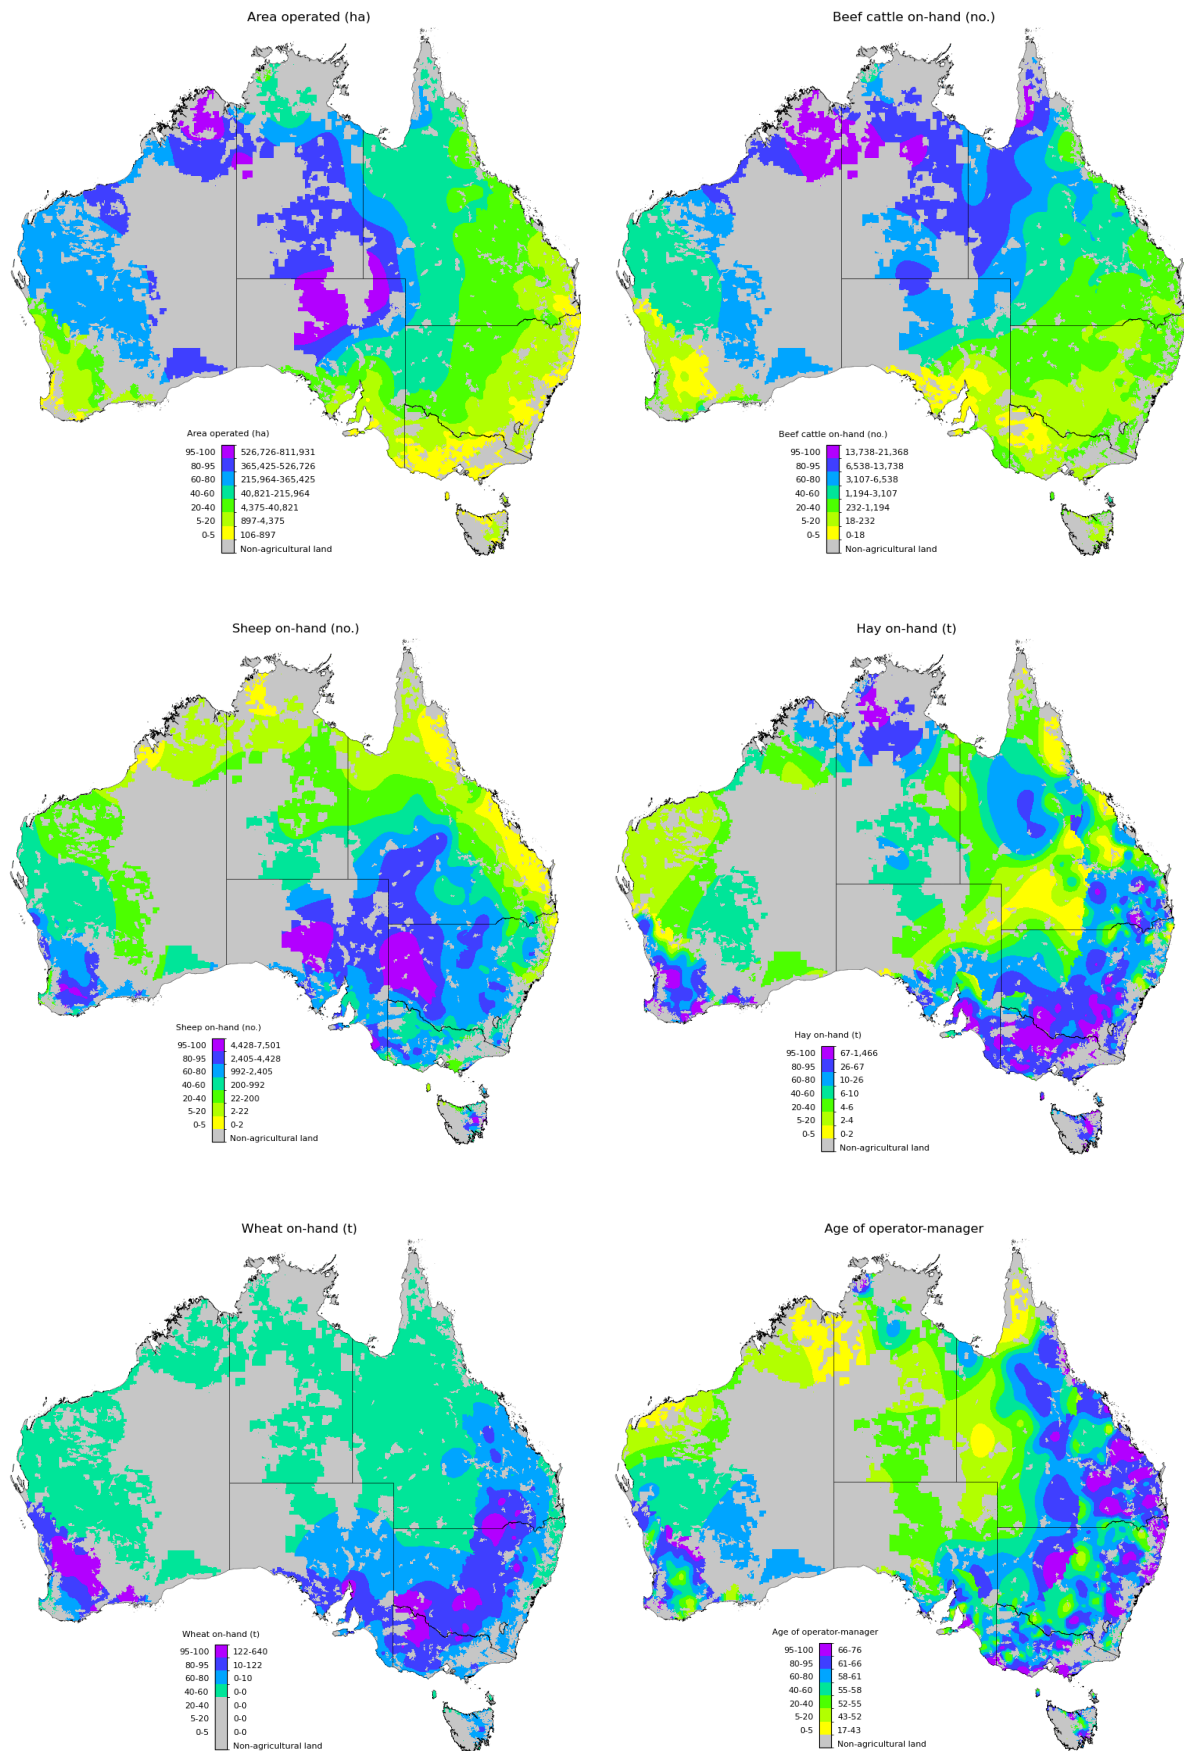 Area operated (ha)
Beef cattle on-hand (no.)
Area operated (ha)
95-100 526,726-811,931
80-95 365,425-526,726
60-80 215,964-365,425
40-60 40,821-215,964
20-40 4,375-40,821
5-20 897-4,375
0-5 106-897
Non-agricultural land
Beef cattle on-hand (no.)
95-100 13,738-21,368
80-95 6,538-13,738
60-80 3,107-6,538
40-60 1,194-3,107
20-40 232-1,194
5-20 18-232
0-5 0-18
Non-agricultural land
Sheep on-hand (no.)
Hay on-hand (t)
Sheep on-hand (no.)
95-100 4,428-7,501
80-95 2,405-4,428
60-80 992-2,405
40-60 200-992
20-40 22-200
5-20 2-22
0-5 0-2
Non-agricultural land
Hay on-hand (t)
95-100 67-1,466
80-95 26-67
60-80 10-26
40-60 6-10
20-40 4-6
5-20 2-4
0-5 0-2
Non-agricultural land
Wheat on-hand (t)
Age of operator-manager
Wheat on-hand (t)
95-100 122-640
80-95 10-122
60-80 0-10
40-60 0-0
20-40 0-0
5-20 0-0
0-5 0-0
Non-agricultural land
Age of operator-manager
95-100 66-76
80-95 61-66
60-80 58-61
40-60 55-58
20-40 52-55
5-20 43-52
0-5 17-43
Non-agricultural land